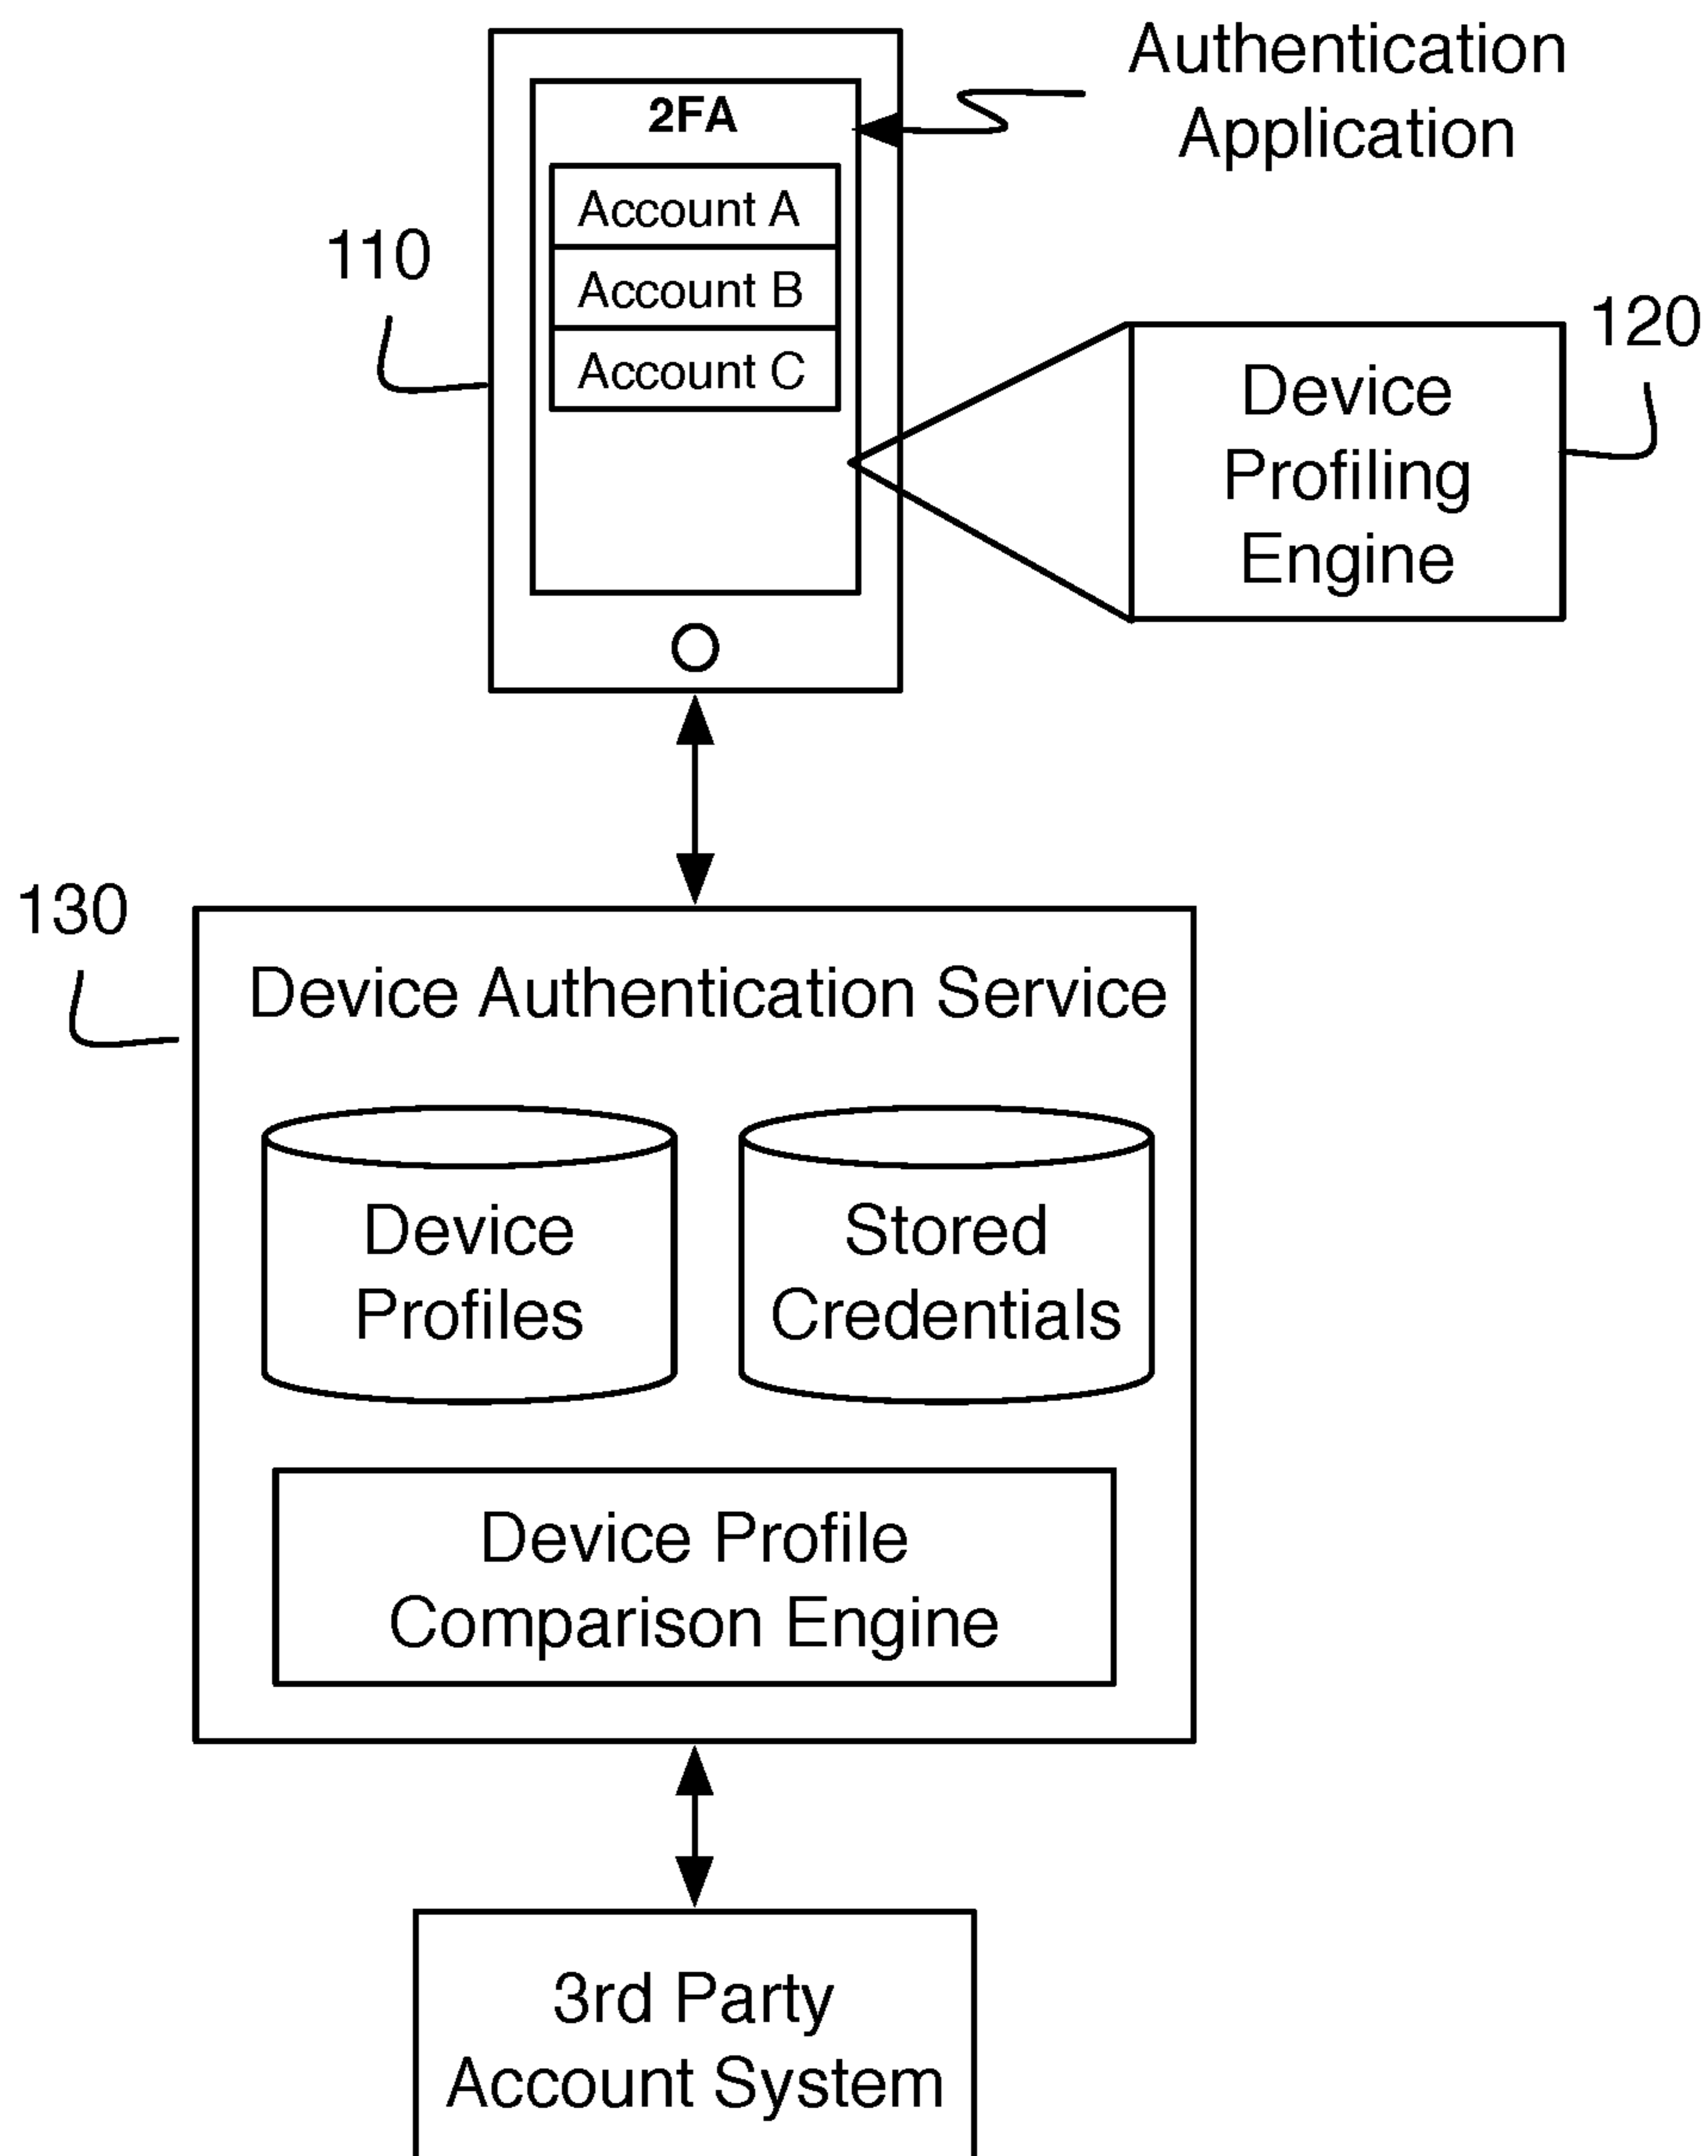 Authentication
Application
2FA
Account A
Account B
Account C
110
120
Device
Profiling
Engine
130
Device Authentication Service
Device
Profiles
Stored
Credentials
Device Profile
Comparison Engine
3rd Party
Account System